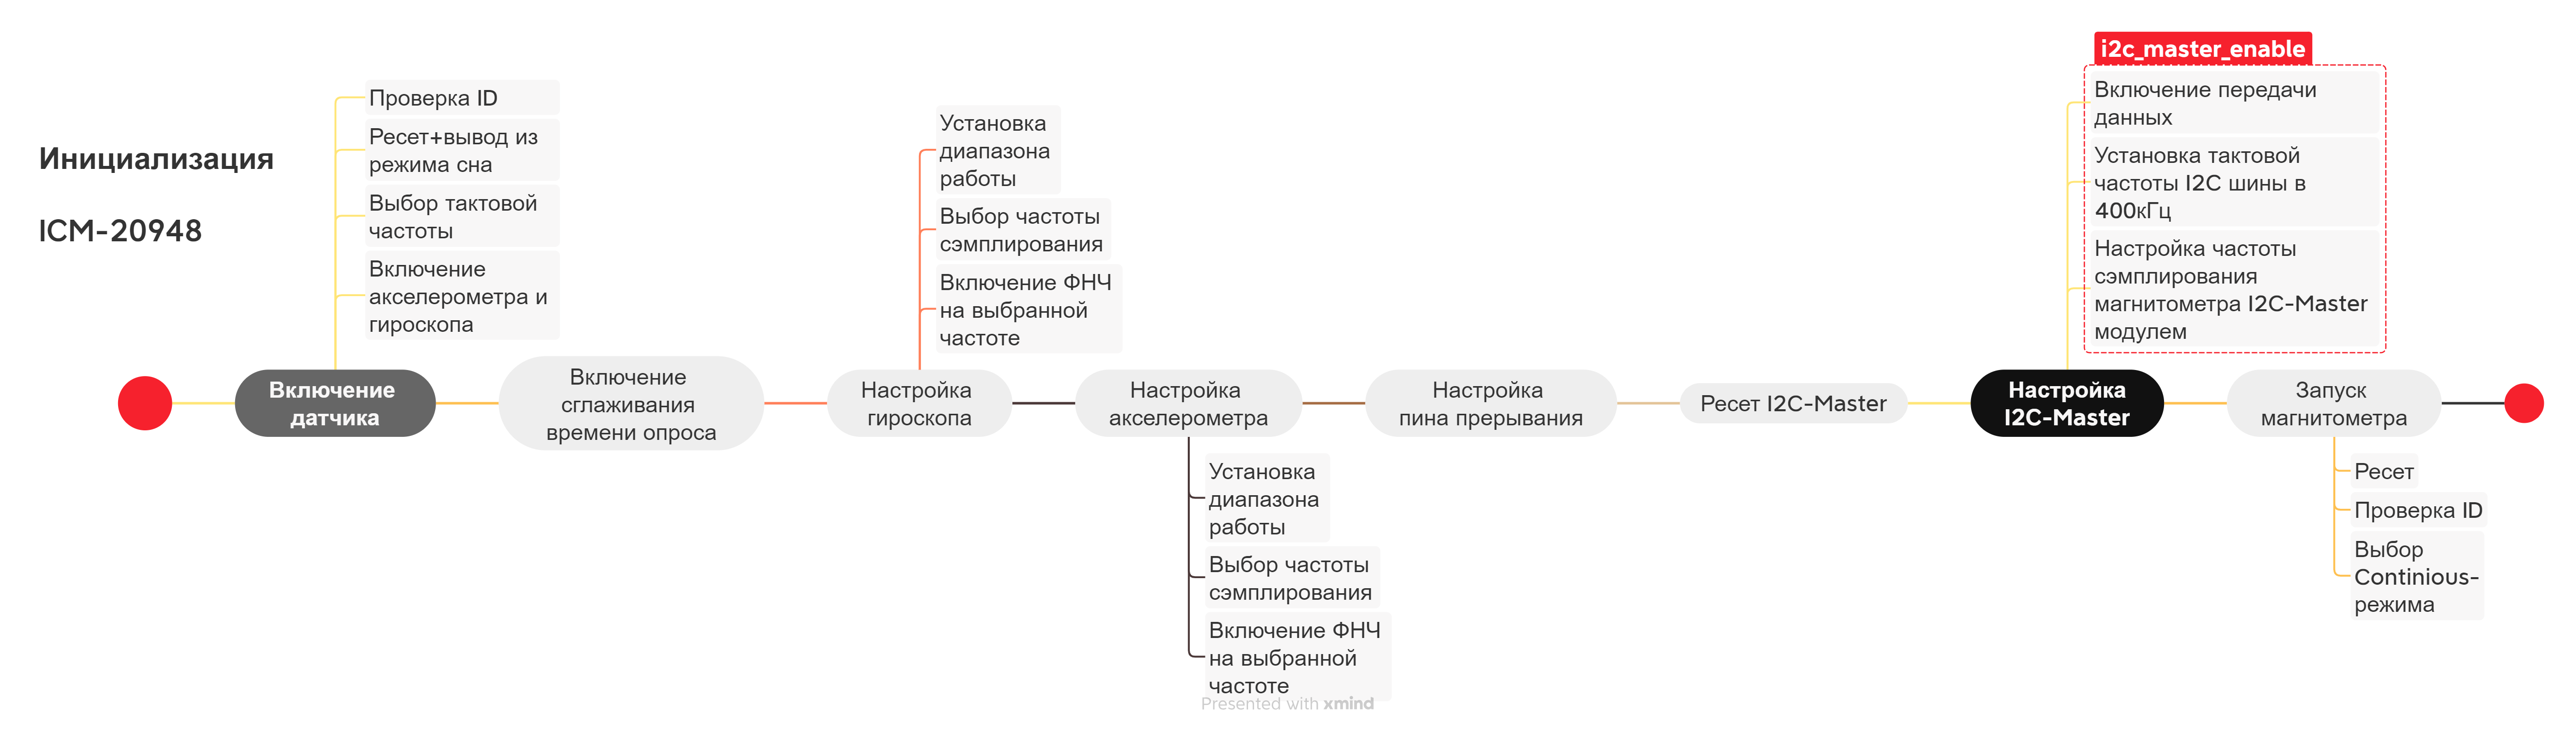 Инициализация
ICM-20948
Проверка ID
Ресет+вывод из
режима сна
Выбор тактовой
частоты
Включение
акселерометра и
гироскопа
Включение
датчика
Включение
сглаживания
времени опроса
Установка
диапазона
работы
Выбор частоты
сэмплирования
Включение ФНЧ
на выбранной
частоте
Настройка
гироскопа
Настройка
акселерометра
Установка
диапазона
работы
Выбор частоты
сэмплирования
Включение ФНЧ
на выбранной
частоте
Настройка
пина прерывания
Ресет I2C-Master
i2c_master_enable
Включение передачи
данных
Установка тактовой
частоты I2C шины в
400кГц
Настройка частоты
сэмплирования
магнитометра I2C-Master
модулем
Настройка
I2C-Master
Запуск
магнитометра
Ресет
Проверка ID
Выбор
Continious-
режима
Presented with xmind